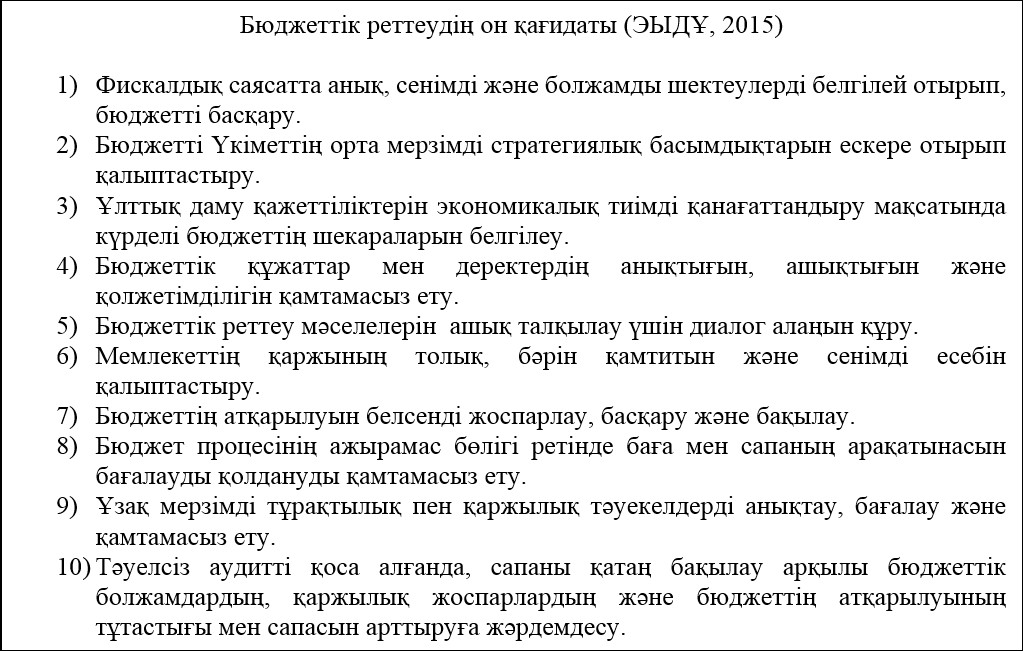 Бюджеттік реттеудің он қағидаты (ЭЫДҰ, 2015)
1) Фискалдық саясатта анық, сенімді және болжамды шектеулерді белгілей отырып,
бюджетті басқару.
2) Бюджетті Үкіметтің орта мерзімді стратегиялық басымдықтарын ескере отырып
қалыптастыру.
3) Ұлттық даму қажеттіліктерін экономикалық тиімді қанағаттандыру мақсатында
күрделі бюджеттің шекараларын белгілеу.
4) Бюджеттік құжаттар мен деректердің анықтығын, ашықтығын және
қолжетімділігін қамтамасыз ету.
5) Бюджеттік реттеу мәселелерін ашық талқылау үшін диалог алаңын құру.
6) Мемлекеттің қаржының толық, бәрін қамтитын және сенімді есебін
қалыптастыру.
7) Бюджеттің атқарылуын белсенді жоспарлау, басқару және бақылау.
8) Бюджет процесінің ажырамас бөлігі ретінде баға мен сапаның арақатынасын
бағалауды қолдануды қамтамасыз ету.
9) Ұзақ мерзімді тұрақтылық пен қаржылық тәуекелдерді анықтау, бағалау және
қамтамасыз ету.
10) Тәуелсіз аудитті қоса алғанда, сапаны қатаң бақылау арқылы бюджеттік
болжамдардың, қаржылық жоспарлардың және бюджеттің атқарылуының
тұтастығы мен сапасын арттыруға жәрдемдесу.